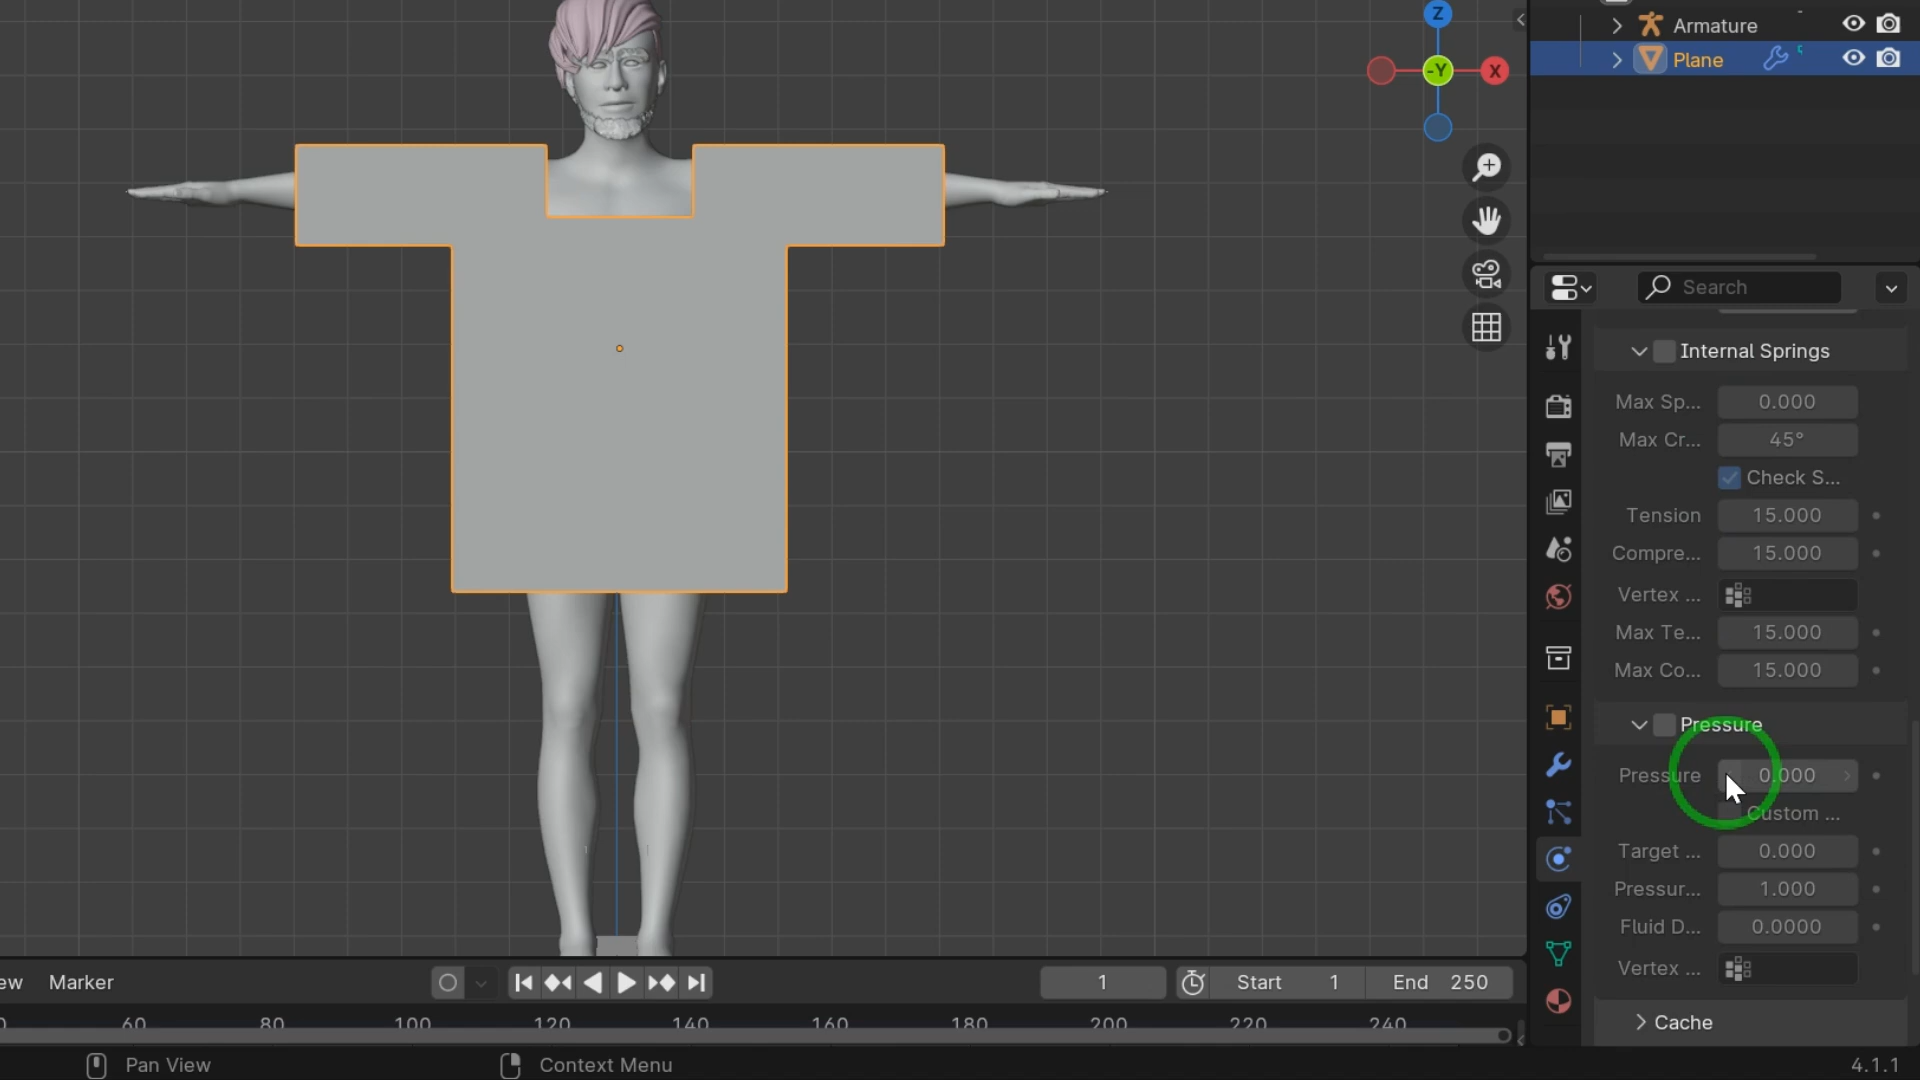 Z
-Y
X
Armature
Plane
Search
Internal Springs
Max Sp... 0.000
Max Cr... 45°
Check S...
Tension 15.000
Compre... 15.000
Vertex ...
Max Te... 15.000
Max Co... 15.000
Pressure
Pressure 0.000
Custom ...
Target ... 0.000
Pressur... 1.000
Fluid D... 0.0000
Vertex ...
Cache
ew Marker 1 Start 1 End 250
60 80 100 120 140 160 180 200 220 240
Pan View Context Menu 4.1.1